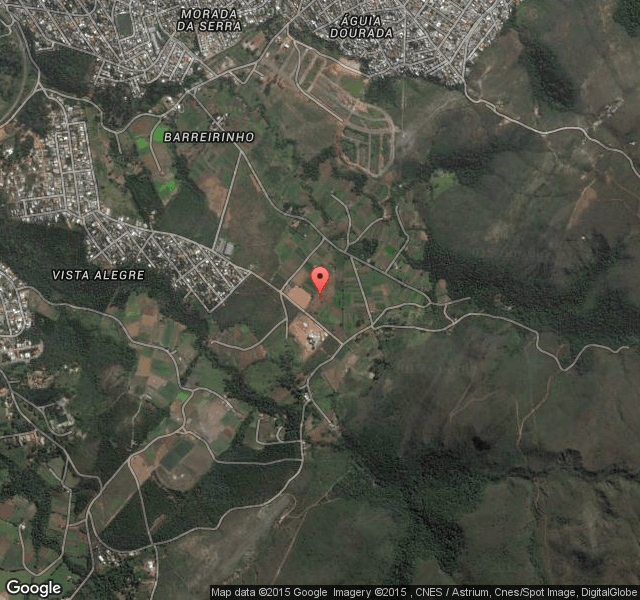 MORADA
DA SERRA
ÁGUIA
DOURADA
BARREIRINHO
VISTA ALEGRE
Google
Map data ©2015 Google Imagery ©2015 , CNES / Astrium, Cnes/Spot Image, DigitalGlobe